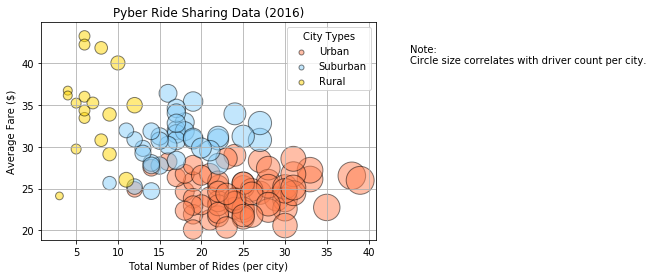 Pyber Ride Sharing Data (2016)
City Types
Urban
Suburban
Rural
Note:
Circle size correlates with driver count per city.
Average Fare ($)
40
35
30
25
20
5
10
15
20
25
30
35
40
Total Number of Rides (per city)